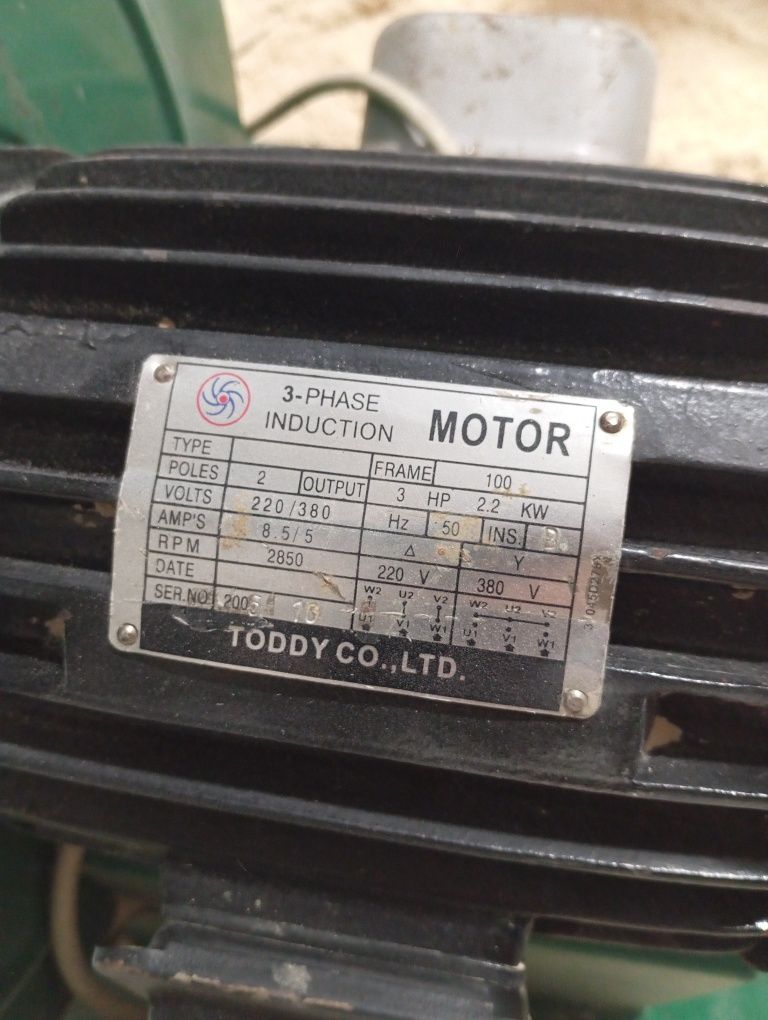 3-PHASE
INDUCTION MOTOR
TYPE FRAME 100
POLES 2 OUTPUT 3 HP 2.2 KW
VOLTS 220/380 Hz 50 INS. B
AMP'S 8.5/5 Δ Y
RPM 2850 220 V 380 V
DATE W2 U2 V2 W2 U2 V2
SER.NO. U1 V1 W1 U1 V1 W1
TODDY CO.,LTD.